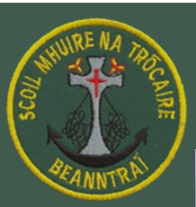 SCOIL MHUIRE NA TRÓCAIRE
BEANNTRAÍ